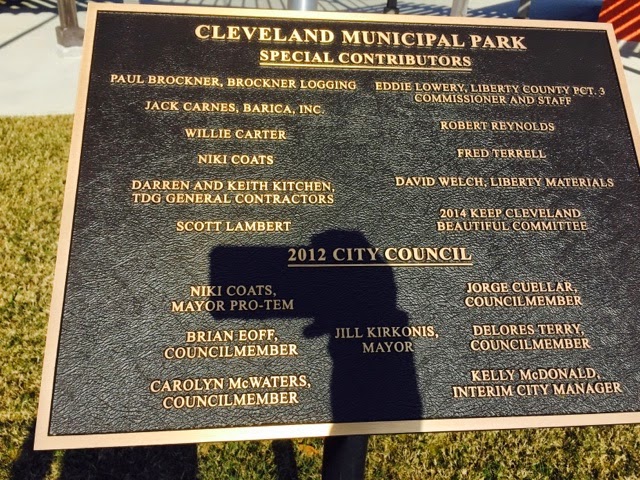 CLEVELAND MUNICIPAL PARK
SPECIAL CONTRIBUTORS
PAUL BROCKNER, BROCKNER LOGGING
JACK CARNES, BARICA, INC.
WILLIE CARTER
NIKI COATS
DARREN AND KEITH KITCHEN,
TDG GENERAL CONTRACTORS
SCOTT LAMBERT
EDDIE LOWERY, LIBERTY COUNTY PCT. 3
COMMISSIONER AND STAFF
ROBERT REYNOLDS
FRED TERRELL
DAVID WELCH, LIBERTY MATERIALS
2014 KEEP CLEVELAND
BEAUTIFUL COMMITTEE
2012 CITY COUNCIL
NIKI COATS,
MAYOR PRO-TEM
BRIAN EOFF,
COUNCILMEMBER
CAROLYN McWATERS,
COUNCILMEMBER
JILL KIRKONIS,
MAYOR
JORGE CUELLAR,
COUNCILMEMBER
DELORES TERRY,
COUNCILMEMBER
KELLY McDONALD,
INTERIM CITY MANAGER